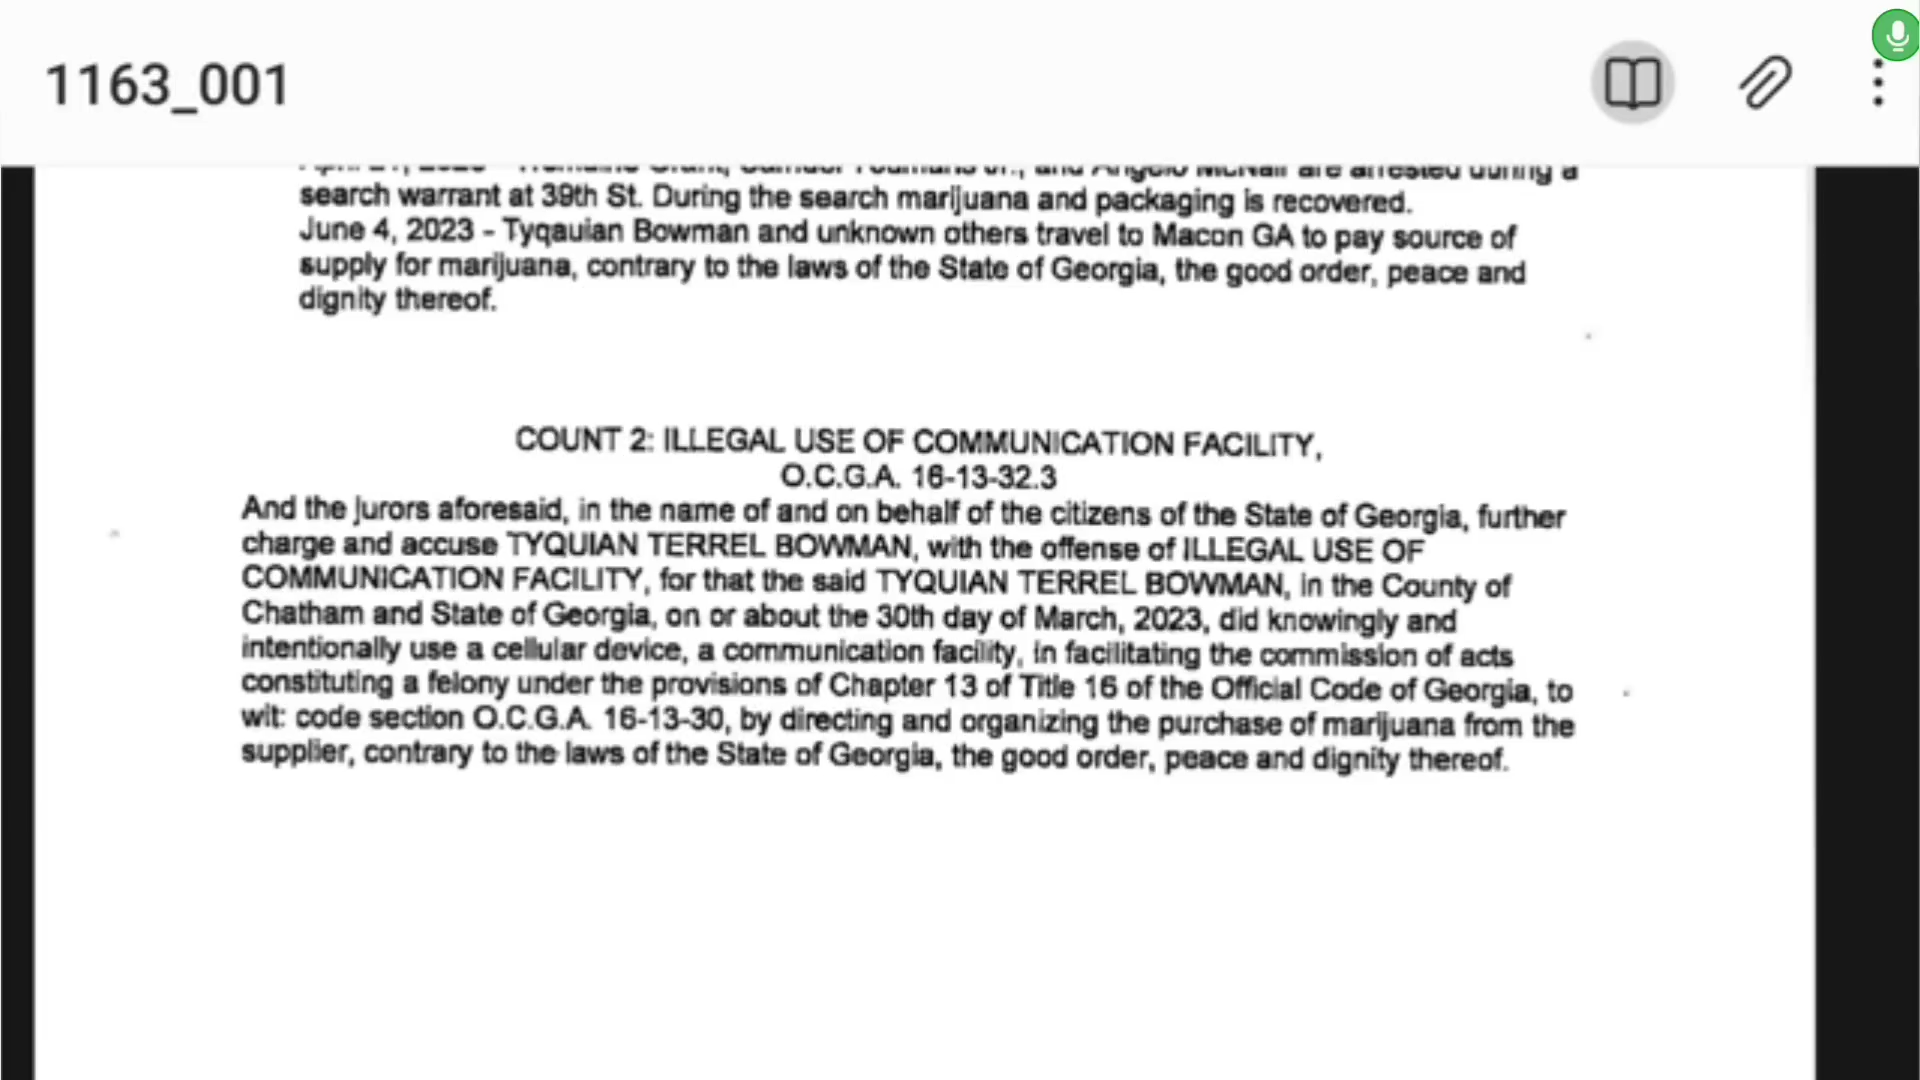 1163_001
are arrested during a
search warrant at 39th St. During the search marijuana and packaging is recovered.
June 4, 2023 - Tyqauian Bowman and unknown others travel to Macon GA to pay source of
supply for marijuana, contrary to the laws of the State of Georgia, the good order, peace and
dignity thereof.
COUNT 2: ILLEGAL USE OF COMMUNICATION FACILITY,
O.C.G.A. 16-13-32.3
And the jurors aforesaid, in the name of and on behalf of the citizens of the State of Georgia, further
charge and accuse TYQUIAN TERREL BOWMAN, with the offense of ILLEGAL USE OF
COMMUNICATION FACILITY, for that the said TYQUIAN TERREL BOWMAN, in the County of
Chatham and State of Georgia, on or about the 30th day of March, 2023, did knowingly and
intentionally use a cellular device, a communication facility, in facilitating the commission of acts
constituting a felony under the provisions of Chapter 13 of Title 16 of the Official Code of Georgia, to
wit: code section O.C.G.A. 16-13-30, by directing and organizing the purchase of marijuana from the
supplier, contrary to the laws of the State of Georgia, the good order, peace and dignity thereof.